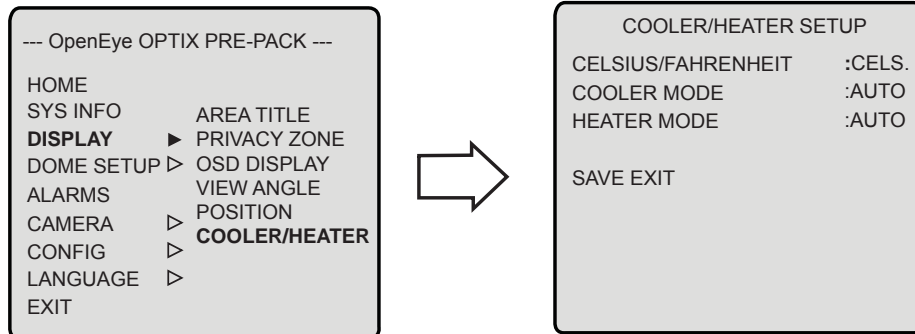 --- OpenEye OPTIX PRE-PACK ---
HOME
SYS INFO
DISPLAY ►
DOME SETUP ▷
ALARMS
CAMERA ▷
CONFIG ▷
LANGUAGE ▷
EXIT
AREA TITLE
PRIVACY ZONE
OSD DISPLAY
VIEW ANGLE
POSITION
COOLER/HEATER
COOLER/HEATER SETUP
CELSIUS/FAHRENHEIT :CELS.
COOLER MODE :AUTO
HEATER MODE :AUTO
SAVE EXIT